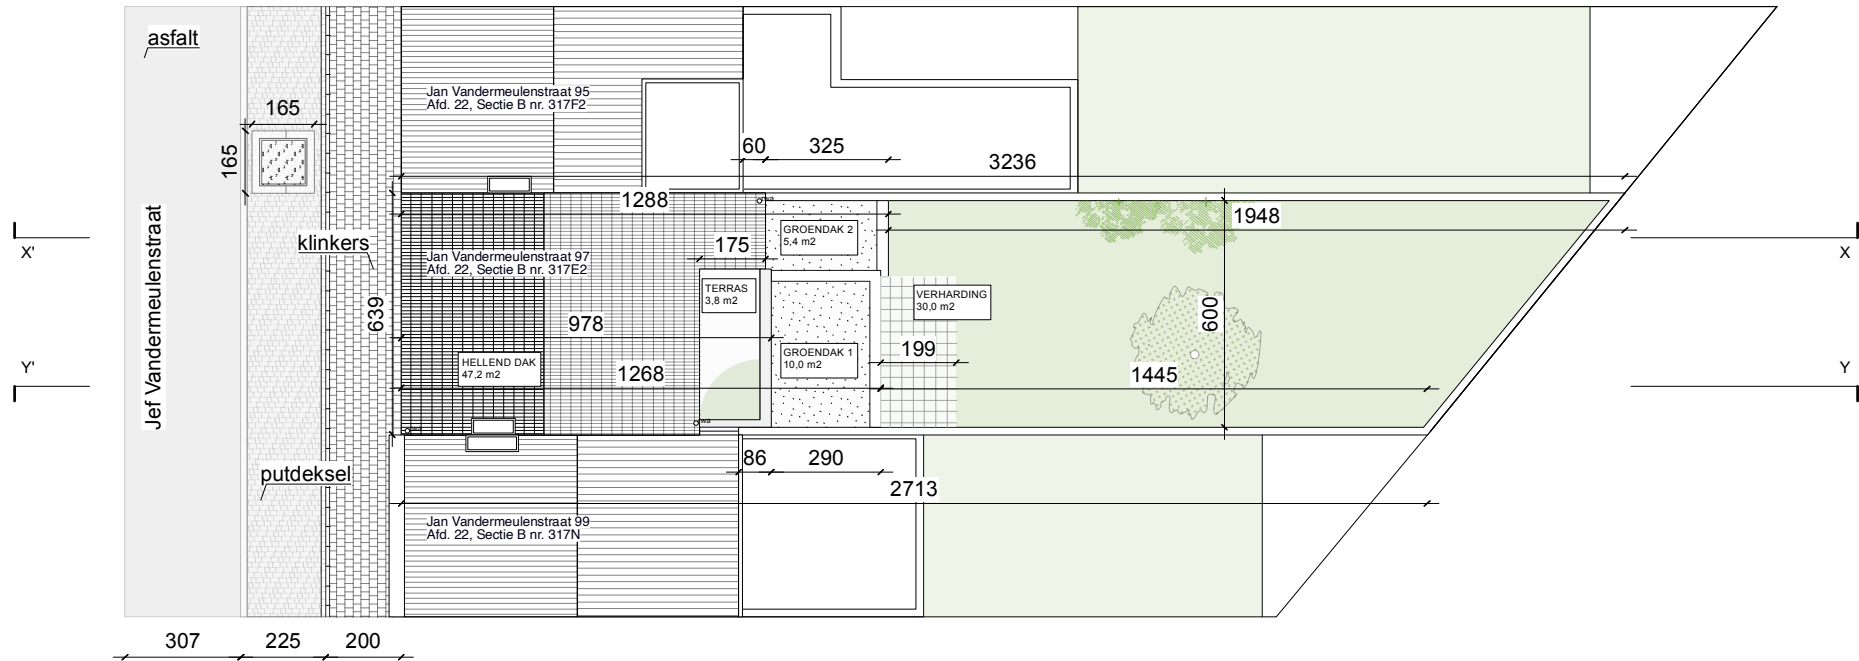 asfalt
Jan Vandermeulenstraat 95
Afd. 22, Sectie B nr. 317F2
165
165
60
325
3236
1288
1948
GROENDAK 2
5,4 m2
klinkers
175
X'
X
Jan Vandermeulenstraat 97
Afd. 22, Sectie B nr. 317E2
TERRAS
3,8 m2
VERHARDING
30,0 m2
Jef Vandermeulenstraat
639
978
600
199
GROENDAK 1
10,0 m2
HELLEND DAK
47,2 m2
1268
1445
Y'
Y
putdeksel
86
290
2713
Jan Vandermeulenstraat 99
Afd. 22, Sectie B nr. 317N
307
225
200